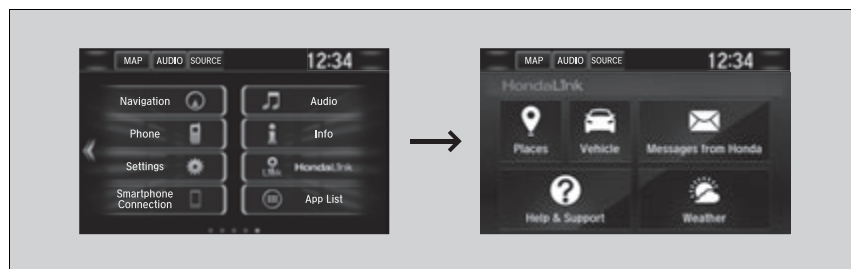 MAP AUDIO SOURCE 12:34
Navigation Audio
Phone Info
Settings LINK HondaLink
Smartphone
Connection App List
MAP AUDIO SOURCE 12:34
HondaLink
Places Vehicle Messages from Honda
Help & Support Weather